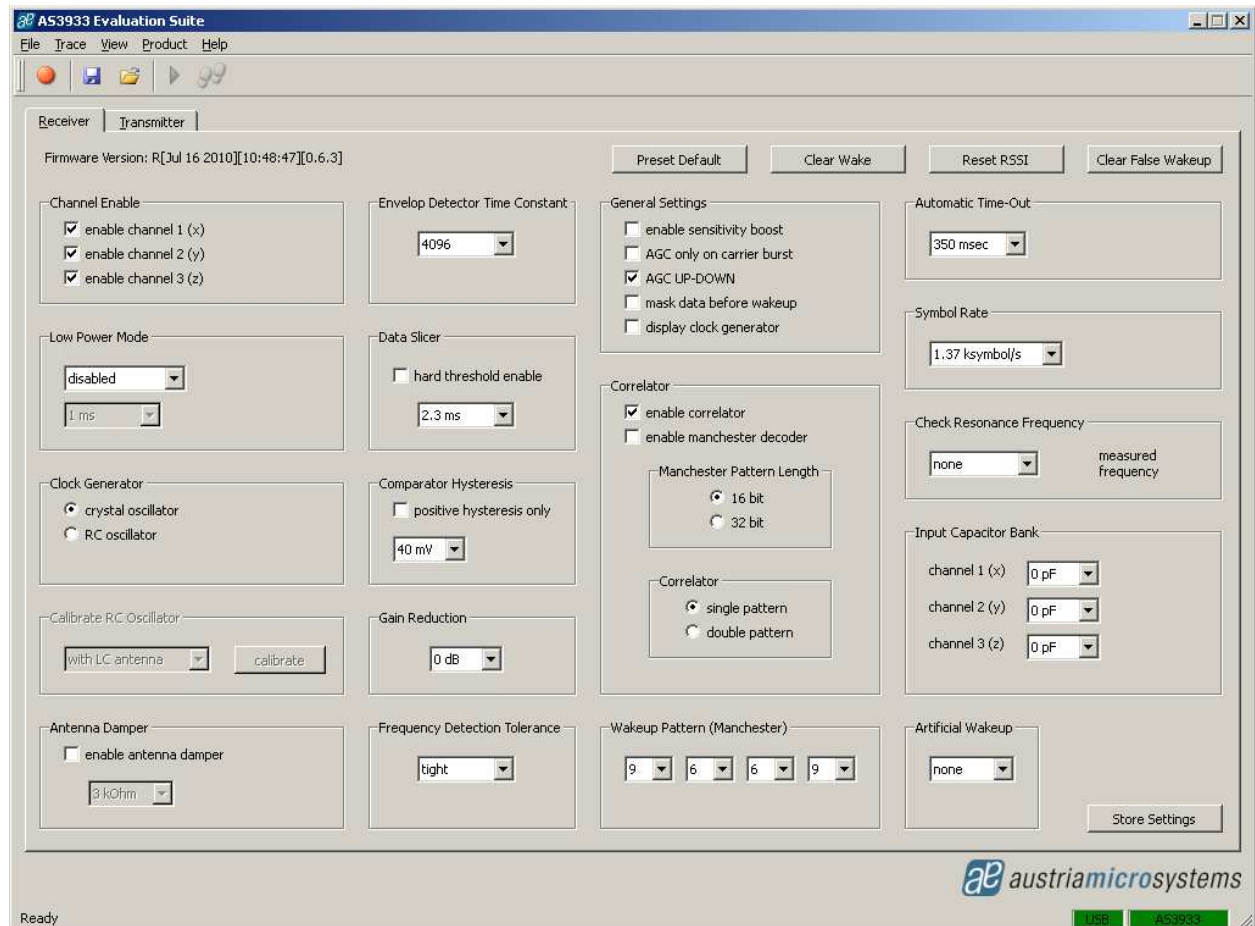 AS3933 Evaluation Suite
File Trace View Product Help
Receiver Transmitter
Firmware Version: R[Jul 16 2010][10:48:47][0.6.3]
Preset Default
Clear Wake
Reset RSSI
Clear False Wakeup
Channel Enable
enable channel 1 (x)
enable channel 2 (y)
enable channel 3 (z)
Low Power Mode
disabled
1 ms
Clock Generator
crystal oscillator
RC oscillator
Calibrate RC Oscillator
with LC antenna
calibrate
Antenna Damper
enable antenna damper
3 kOhm
Envelop Detector Time Constant
4096
Data Slicer
hard threshold enable
2.3 ms
Comparator Hysteresis
positive hysteresis only
40 mV
Gain Reduction
0 dB
Frequency Detection Tolerance
tight
General Settings
enable sensitivity boost
AGC only on carrier burst
AGC UP-DOWN
mask data before wakeup
display clock generator
Correlator
enable correlator
enable manchester decoder
Manchester Pattern Length
16 bit
32 bit
Correlator
single pattern
double pattern
Wakeup Pattern (Manchester)
9 6 6 9
Automatic Time-Out
350 msec
Symbol Rate
1.37 ksymbol/s
Check Resonance Frequency
none
measured
frequency
Input Capacitor Bank
channel 1 (x) 0 pF
channel 2 (y) 0 pF
channel 3 (z) 0 pF
Artificial Wakeup
none
Store Settings
austriamicrosystems
Ready
USB AS3933